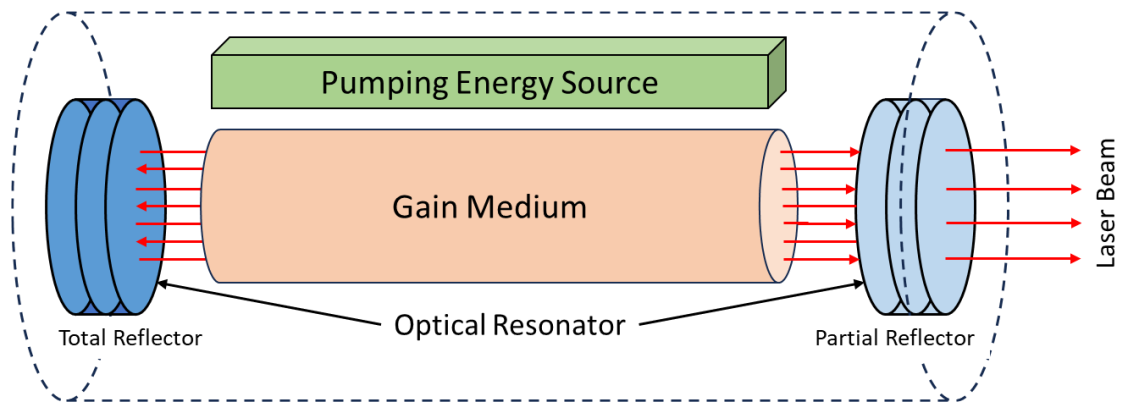 Pumping Energy Source
Gain Medium
Laser Beam
Optical Resonator
Total Reflector
Partial Reflector